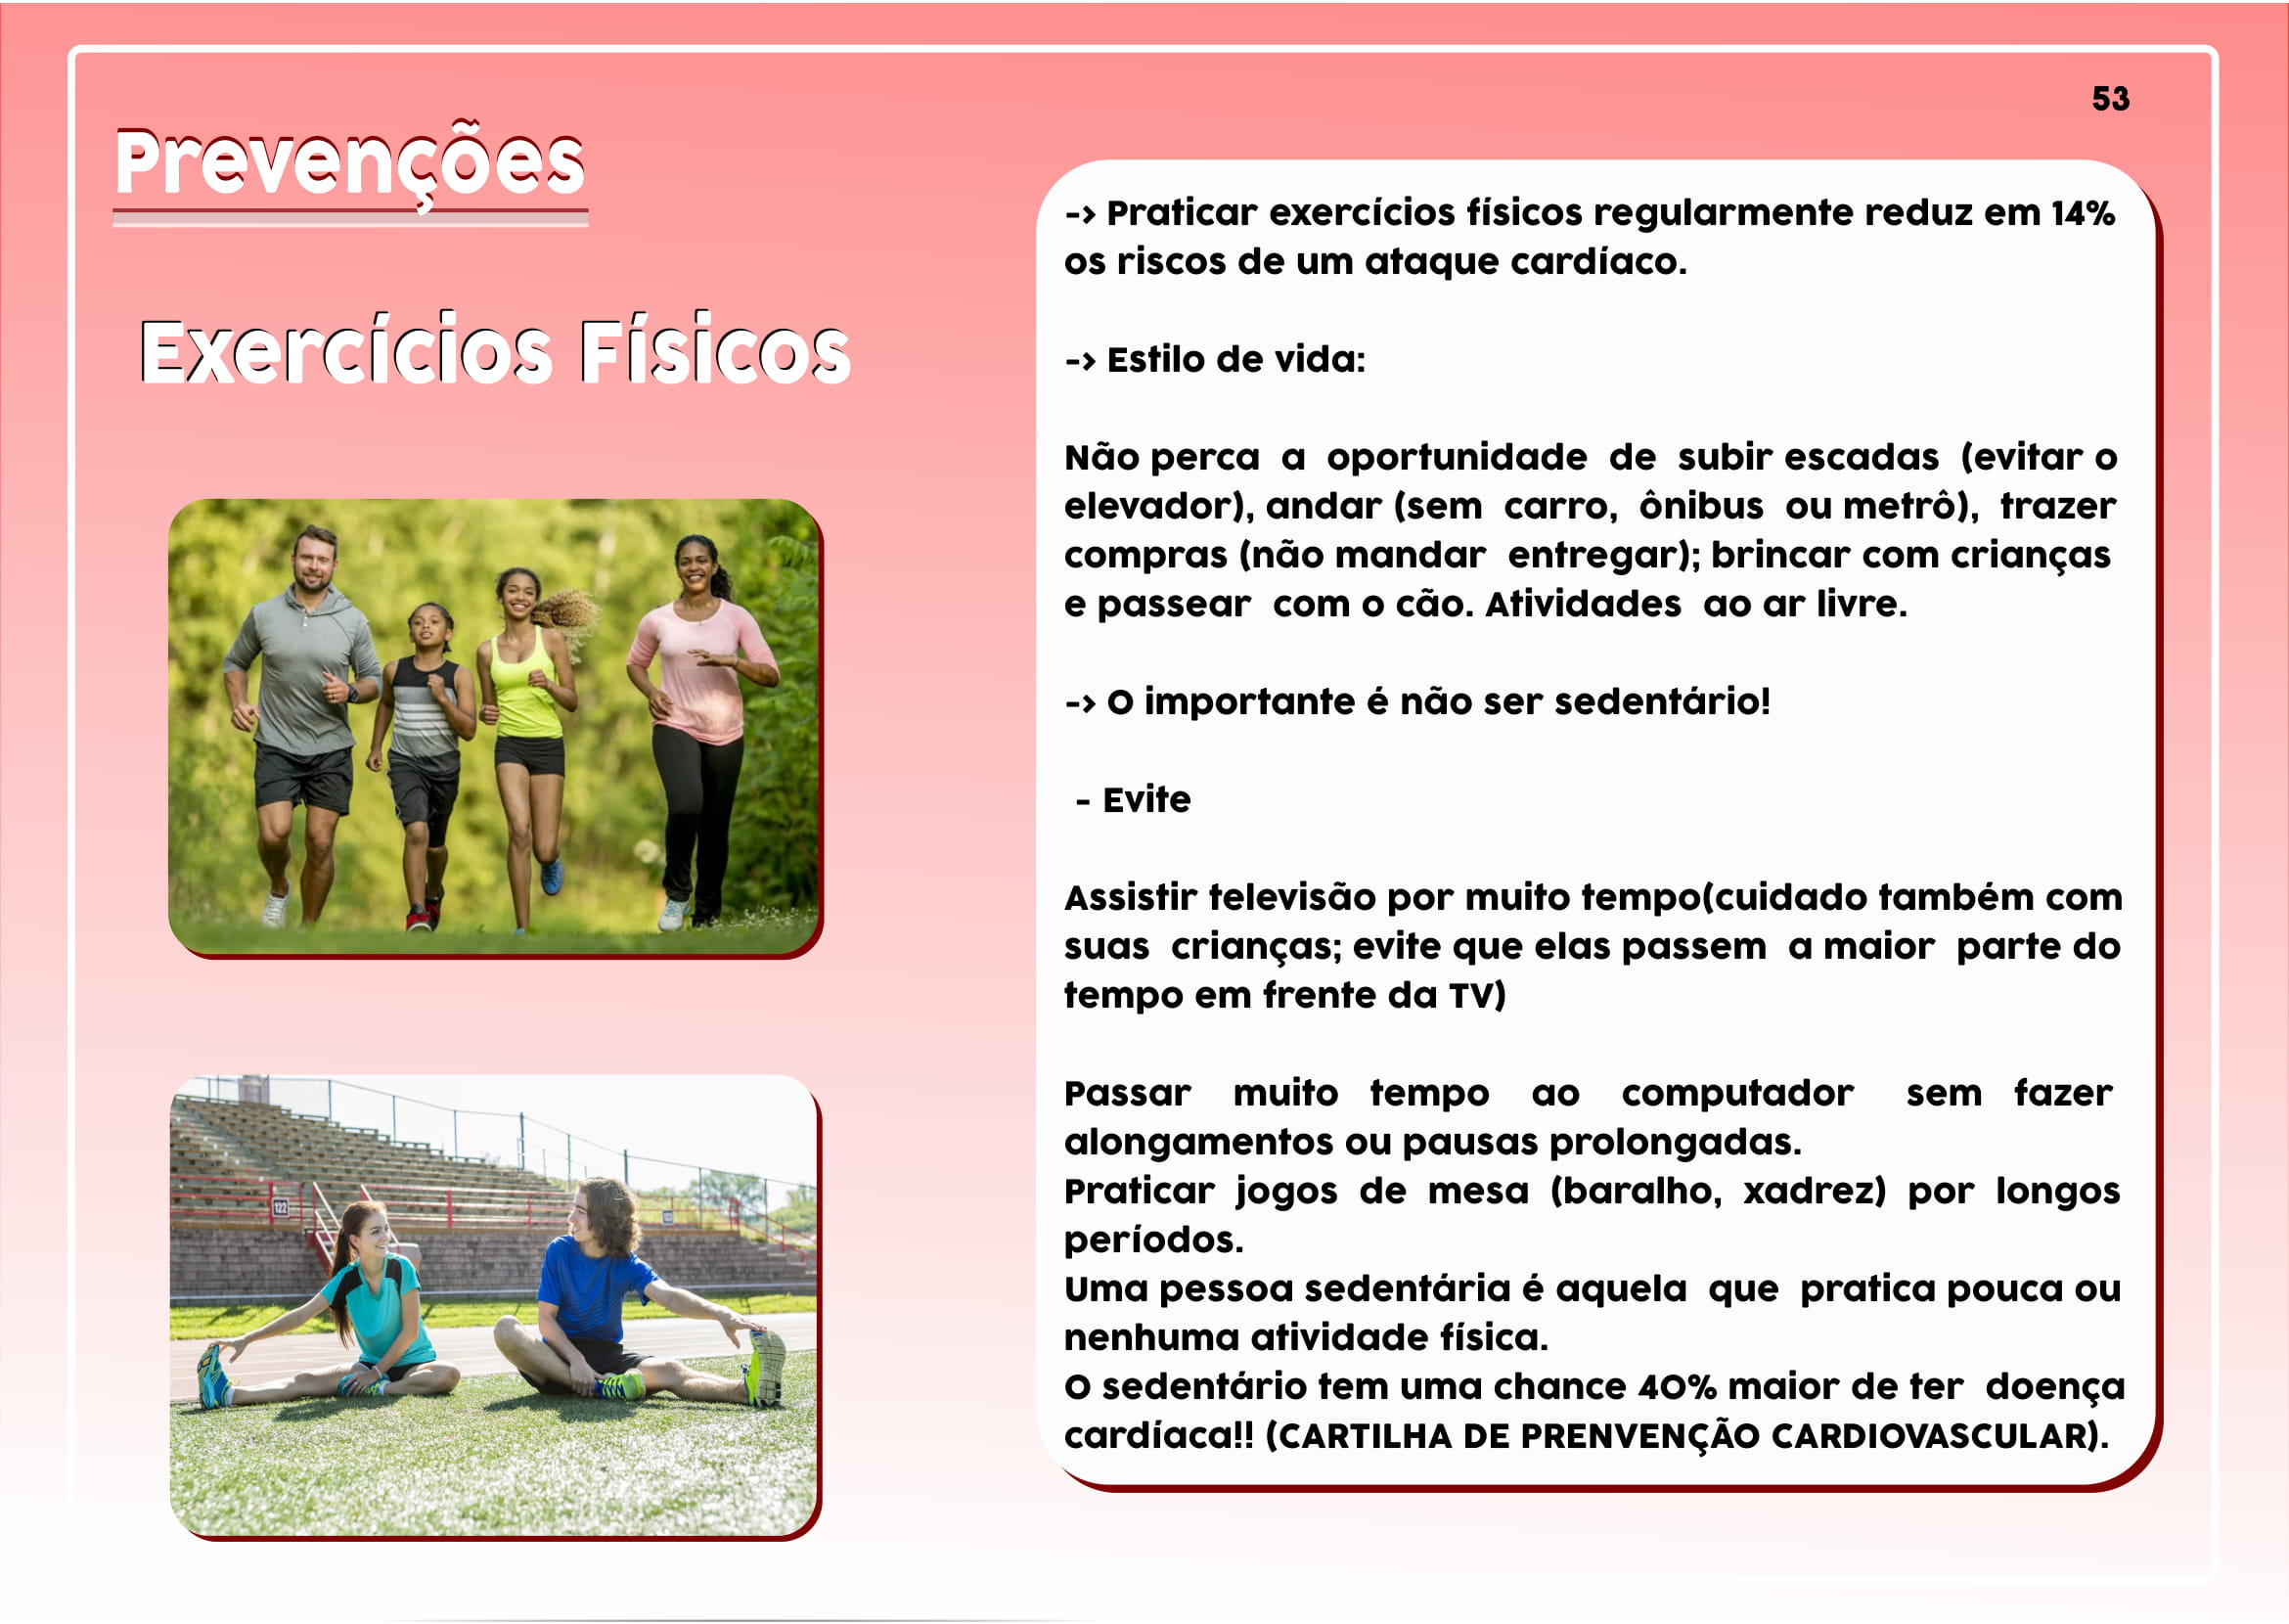 53
Prevenções
Exercícios Físicos
-> Praticar exercícios físicos regularmente reduz em 14%
os riscos de um ataque cardíaco.
-> Estilo de vida:
Não perca a oportunidade de subir escadas (evitar o
elevador), andar (sem carro, ônibus ou metrô), trazer
compras (não mandar entregar); brincar com crianças
e passear com o cão. Atividades ao ar livre.
-> O importante é não ser sedentário!
- Evite
Assistir televisão por muito tempo(cuidado também com
suas crianças; evite que elas passem a maior parte do
tempo em frente da TV)
Passar muito tempo ao computador sem fazer
alongamentos ou pausas prolongadas.
Praticar jogos de mesa (baralho, xadrez) por longos
períodos.
Uma pessoa sedentária é aquela que pratica pouca ou
nenhuma atividade física.
O sedentário tem uma chance 40% maior de ter doença
cardíaca!! (CARTILHA DE PRENVENÇÃO CARDIOVASCULAR).
122